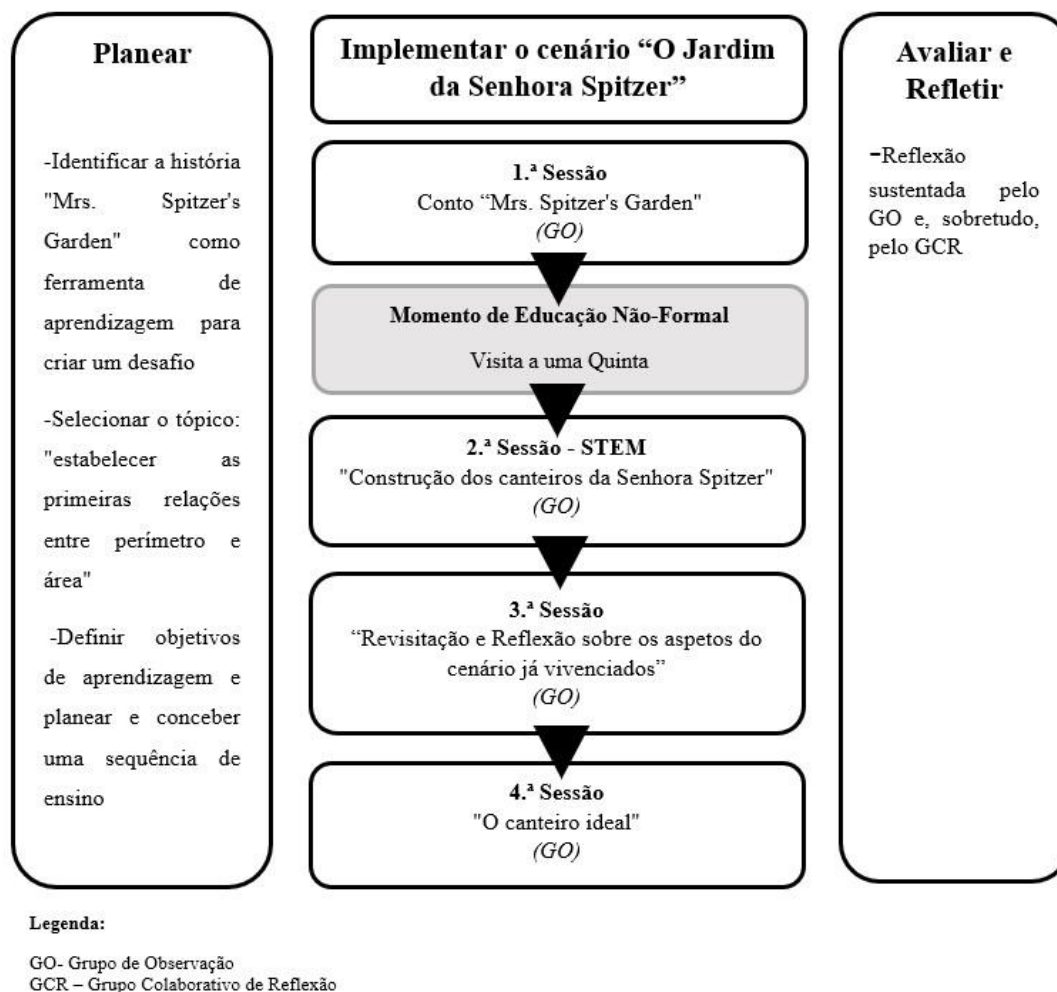 Planear
-Identificar a história
"Mrs. Spitzer's
Garden" como
ferramenta de
aprendizagem para
criar um desafio
-Selecionar o tópico:
"estabelecer as
primeiras relações
entre perímetro e
área"
-Definir objetivos
de aprendizagem e
planear e conceber
uma sequência de
ensino
Implementar o cenário “O Jardim
da Senhora Spitzer”
1.ª Sessão
Conto “Mrs. Spitzer's Garden"
(GO)
Momento de Educação Não-Formal
Visita a uma Quinta
2.ª Sessão - STEM
"Construção dos canteiros da Senhora Spitzer"
(GO)
3.ª Sessão
“Revisitação e Reflexão sobre os aspetos do
cenário já vivenciados”
(GO)
4.ª Sessão
"O canteiro ideal"
(GO)
Avaliar e
Refletir
-Reflexão
sustentada pelo
GO e, sobretudo,
pelo GCR
Legenda:
GO- Grupo de Observação
GCR – Grupo Colaborativo de Reflexão